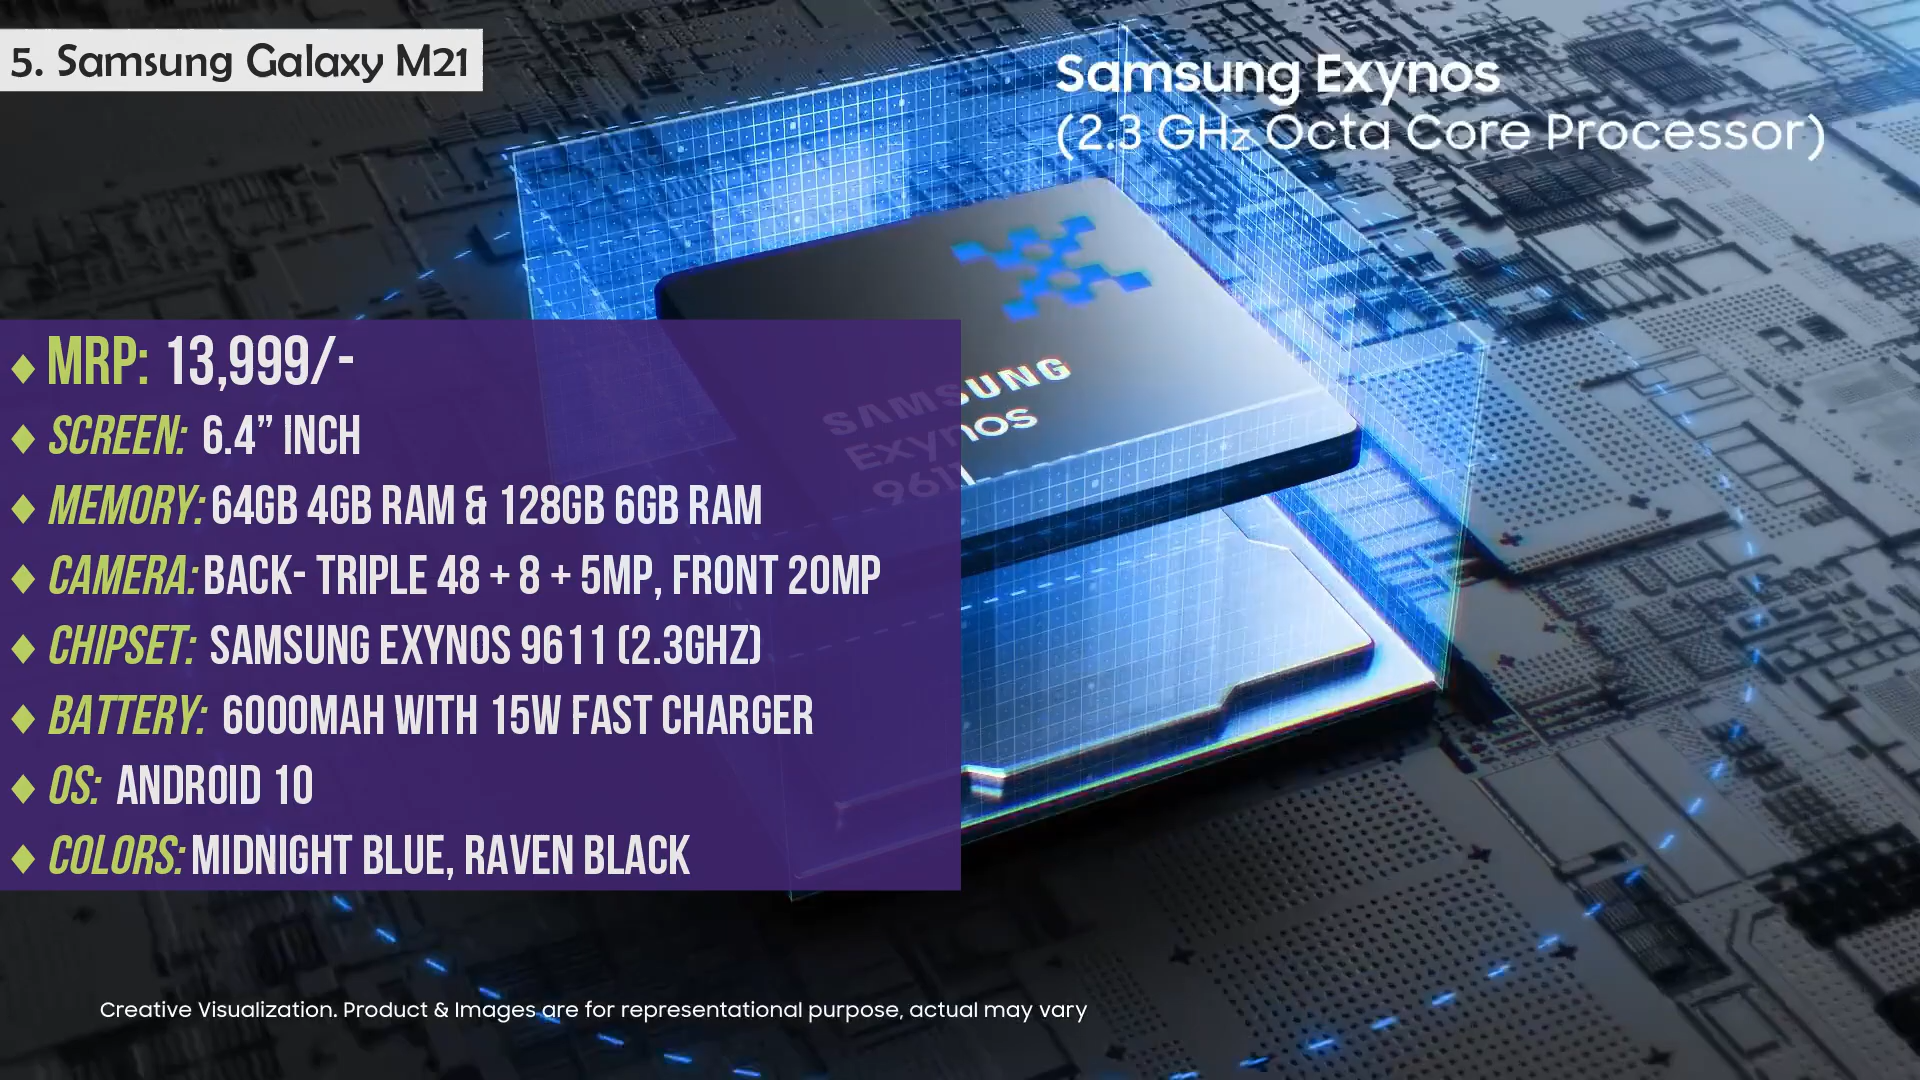 5. Samsung Galaxy M21
Samsung Exynos
(2.3 GHz Octa Core Processor)
MRP: 13,999/-
SCREEN: 6.4” INCH
MEMORY: 64GB 4GB RAM & 128GB 6GB RAM
CAMERA: BACK- TRIPLE 48 + 8 + 5MP, FRONT 20MP
CHIPSET: SAMSUNG EXYNOS 9611 (2.3GHZ)
BATTERY: 6000MAH WITH 15W FAST CHARGER
OS: ANDROID 10
COLORS: MIDNIGHT BLUE, RAVEN BLACK
SAMSUNG
Exynos
9611
Creative Visualization. Product & Images are for representational purpose, actual may vary